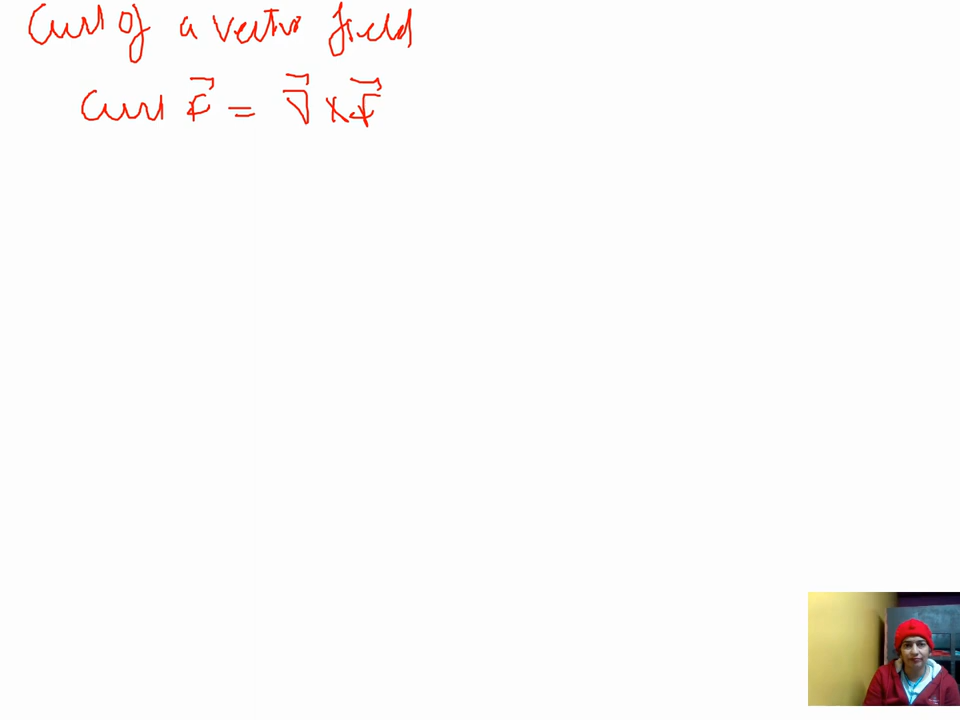 Curl of a vector field
Curl F⃗ = ∇⃗ × F⃗